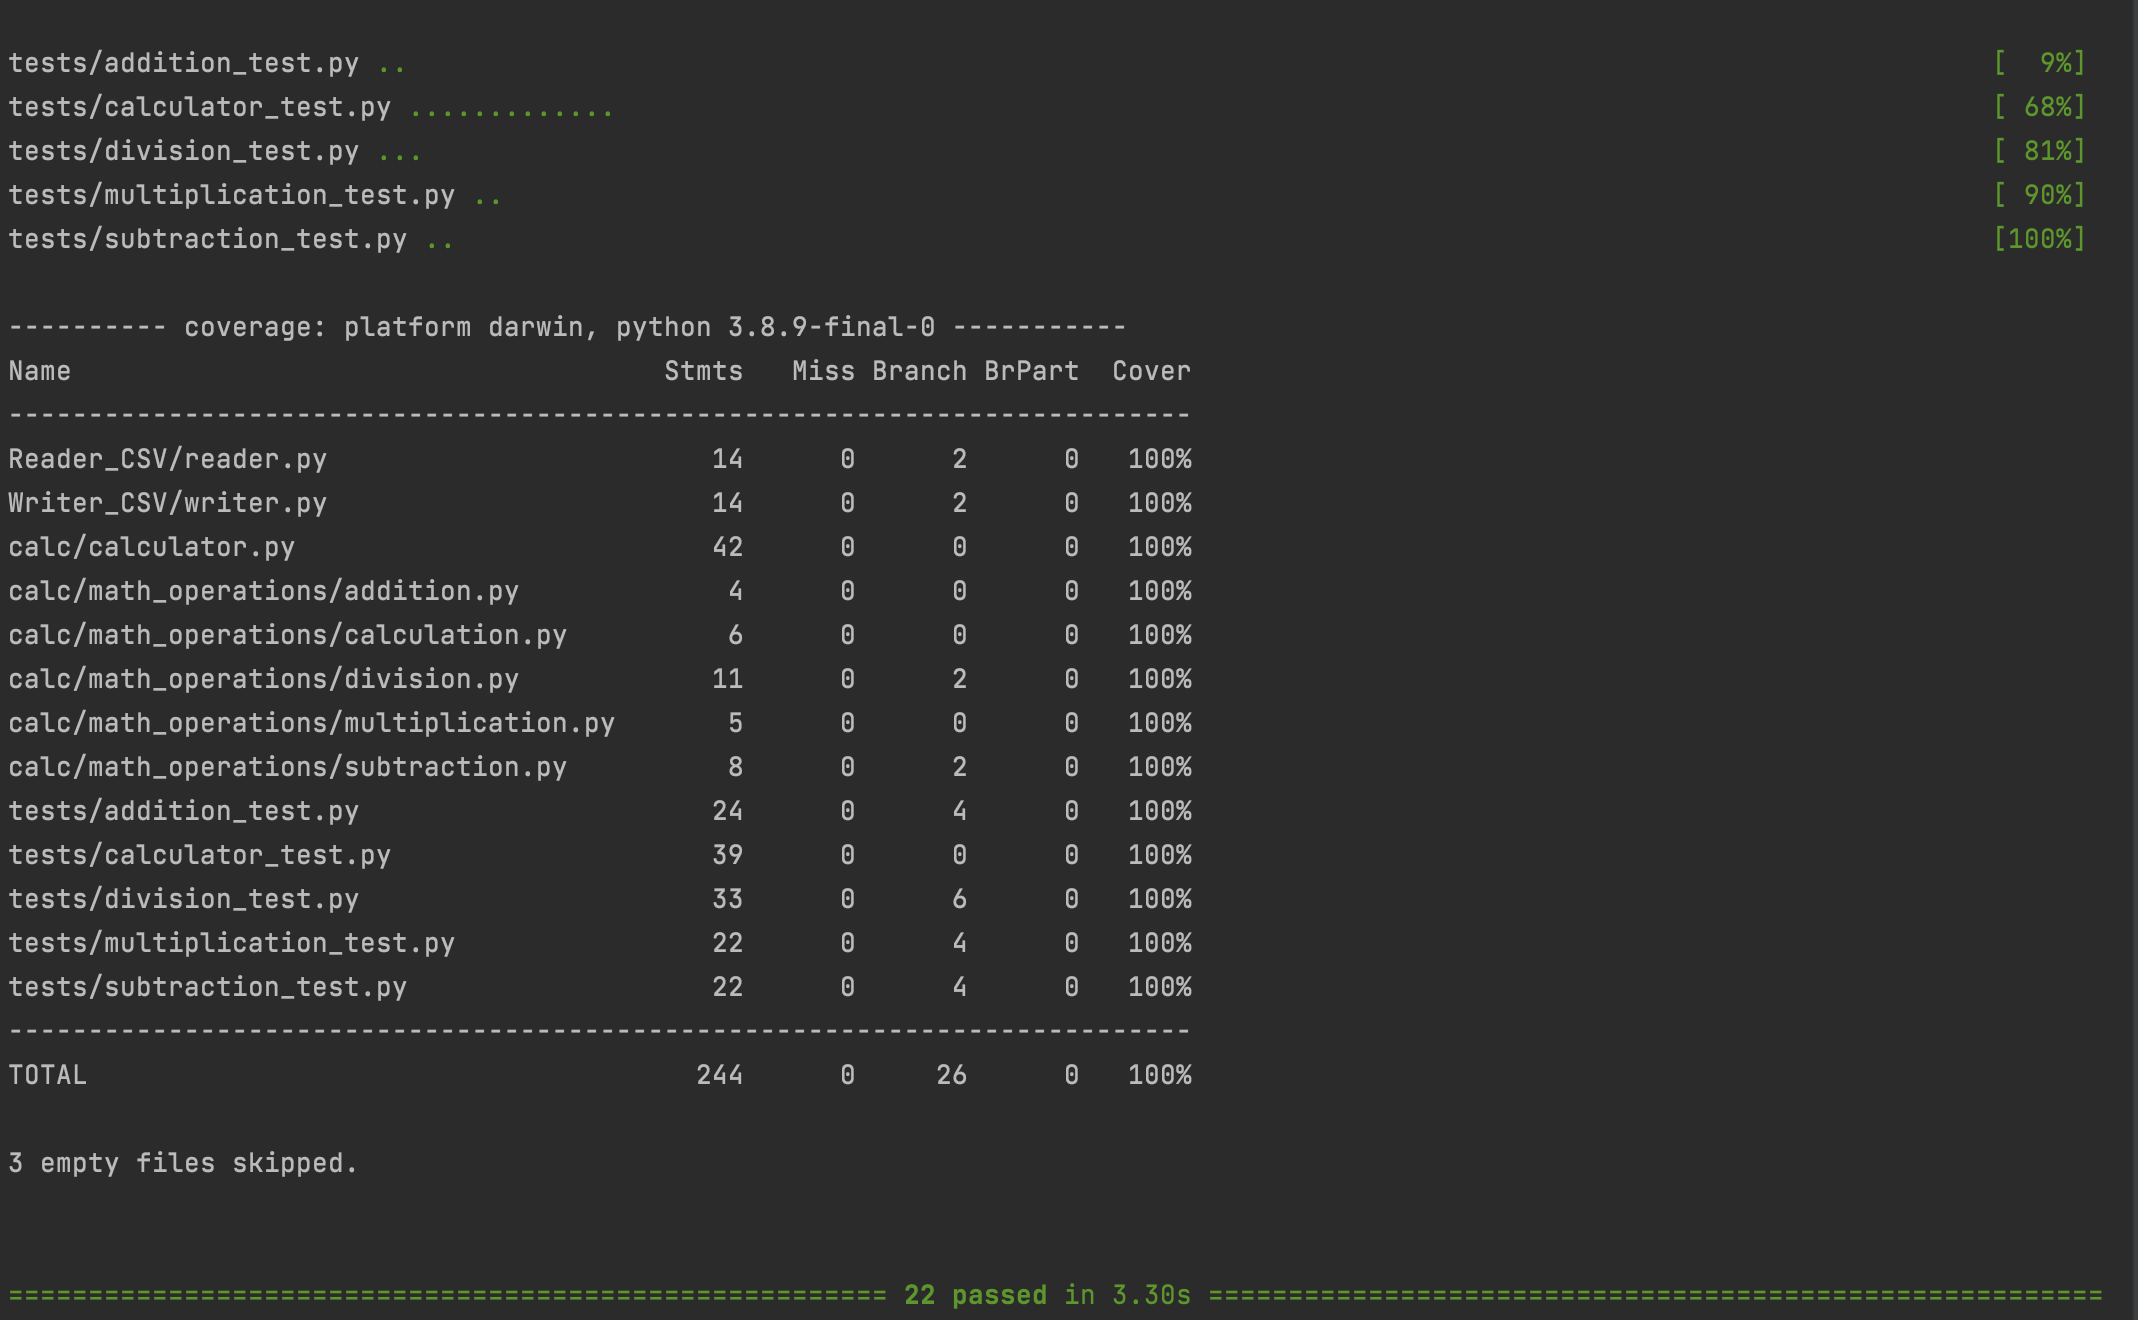 tests/addition_test.py .. [  9%]
tests/calculator_test.py ............. [ 68%]
tests/division_test.py ... [ 81%]
tests/multiplication_test.py .. [ 90%]
tests/subtraction_test.py .. [100%]
---------- coverage: platform darwin, python 3.8.9-final-0 -----------
Name                                     Stmts   Miss Branch BrPart  Cover
--------------------------------------------------------------------------
Reader_CSV/reader.py                        14      0      2      0   100%
Writer_CSV/writer.py                        14      0      2      0   100%
calc/calculator.py                          42      0      0      0   100%
calc/math_operations/addition.py             4      0      0      0   100%
calc/math_operations/calculation.py          6      0      0      0   100%
calc/math_operations/division.py            11      0      2      0   100%
calc/math_operations/multiplication.py       5      0      0      0   100%
calc/math_operations/subtraction.py          8      0      2      0   100%
tests/addition_test.py                      24      0      4      0   100%
tests/calculator_test.py                    39      0      0      0   100%
tests/division_test.py                      33      0      6      0   100%
tests/multiplication_test.py                22      0      4      0   100%
tests/subtraction_test.py                   22      0      4      0   100%
--------------------------------------------------------------------------
TOTAL                                      244      0     26      0   100%
3 empty files skipped.
======================================================= 22 passed in 3.30s ========================================================